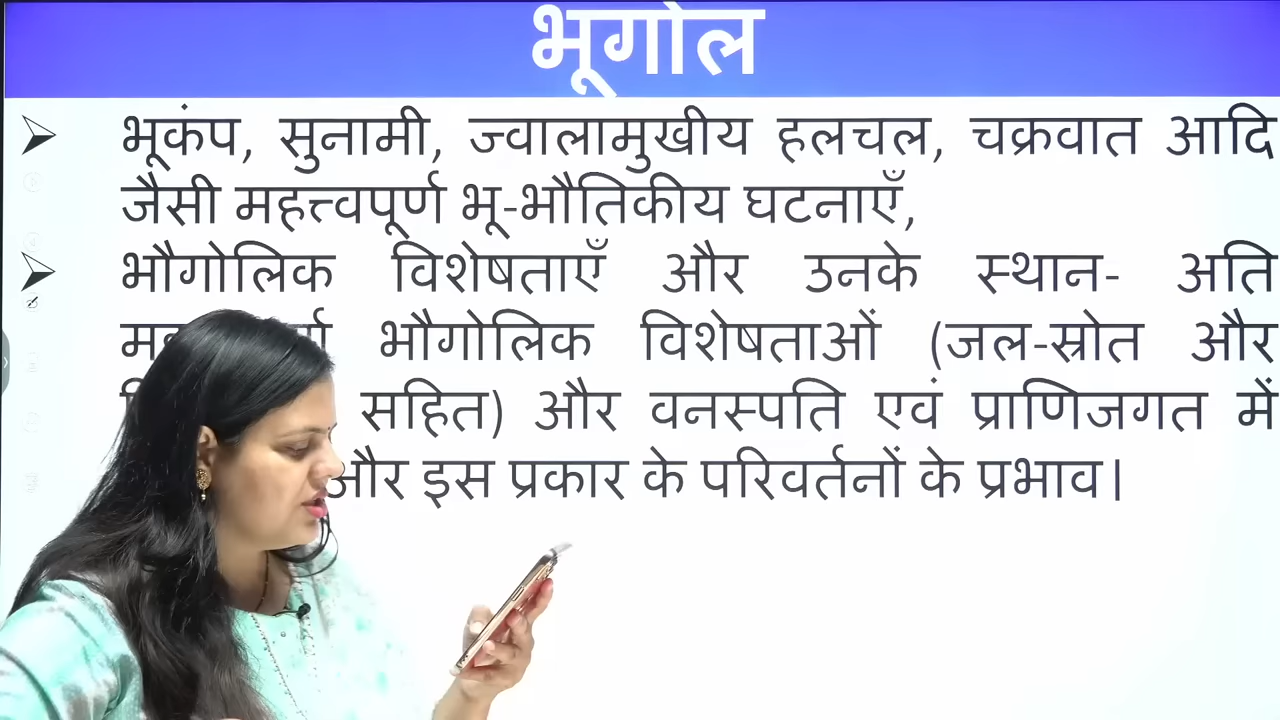 भूगोल
भूकंप, सुनामी, ज्वालामुखीय हलचल, चक्रवात आदि
जैसी महत्त्वपूर्ण भू-भौतिकीय घटनाएँ,
भौगोलिक विशेषताएँ और उनके स्थान- अति
भौगोलिक विशेषताओं (जल-स्रोत और
सहित) और वनस्पति एवं प्राणिजगत में
और इस प्रकार के परिवर्तनों के प्रभाव।